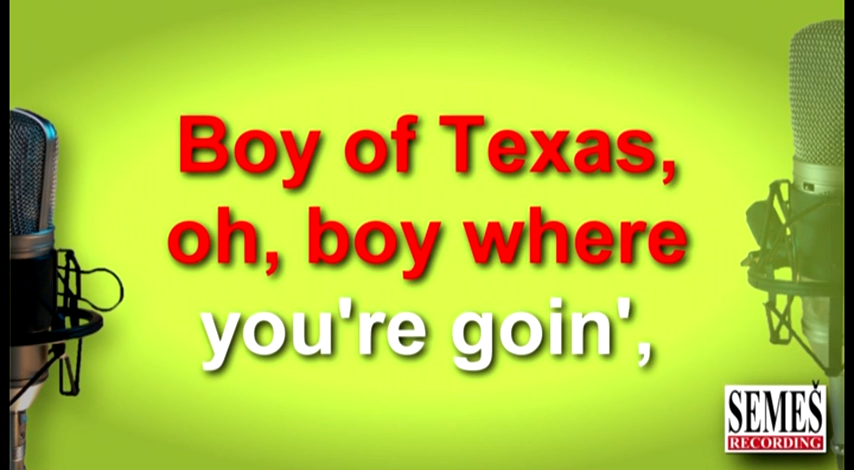 Boy of Texas,
oh, boy where
you're goin',
SEMEŠ
RECORDING